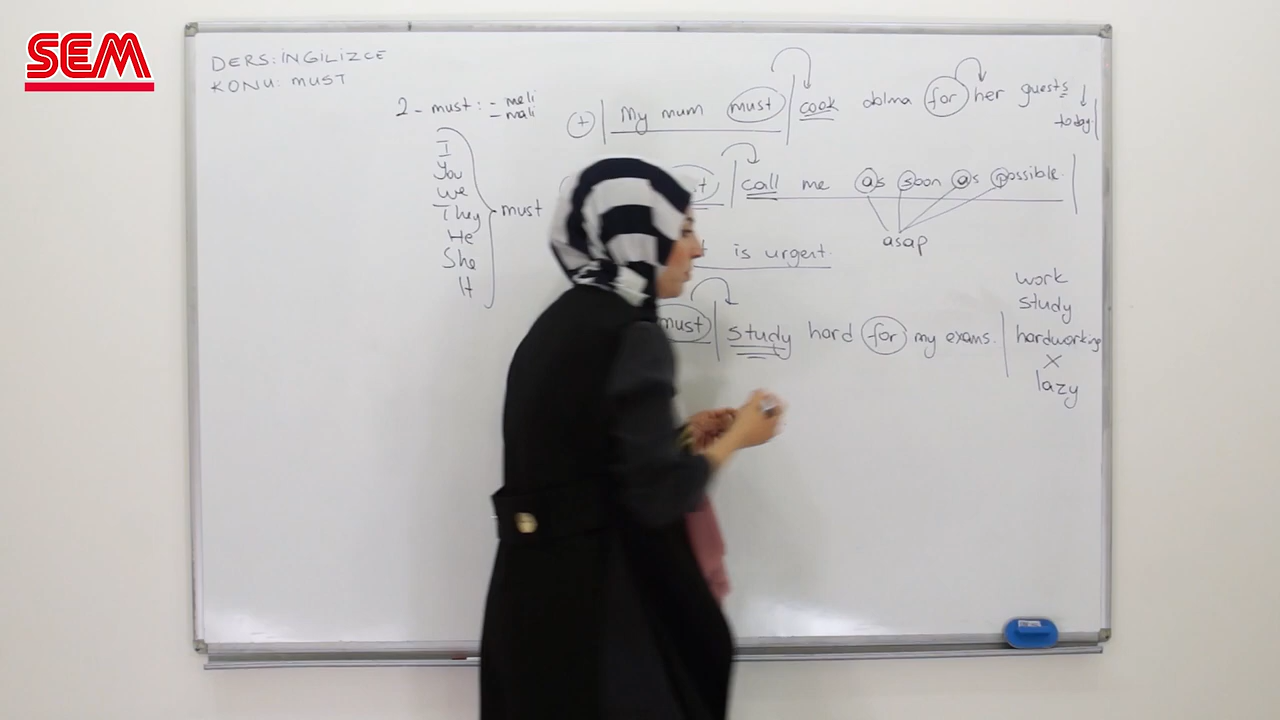 SEM
DERS: İNGİLİZCE
KONU: MUST
2 - must: - meli
- malı
I
You
We
They
He
She
It
must
(+) My mum must cook dolma for her guests
today
call me as soon as possible.
asap
is urgent.
must study hard for my exams.
work
study
hardworking
X
lazy